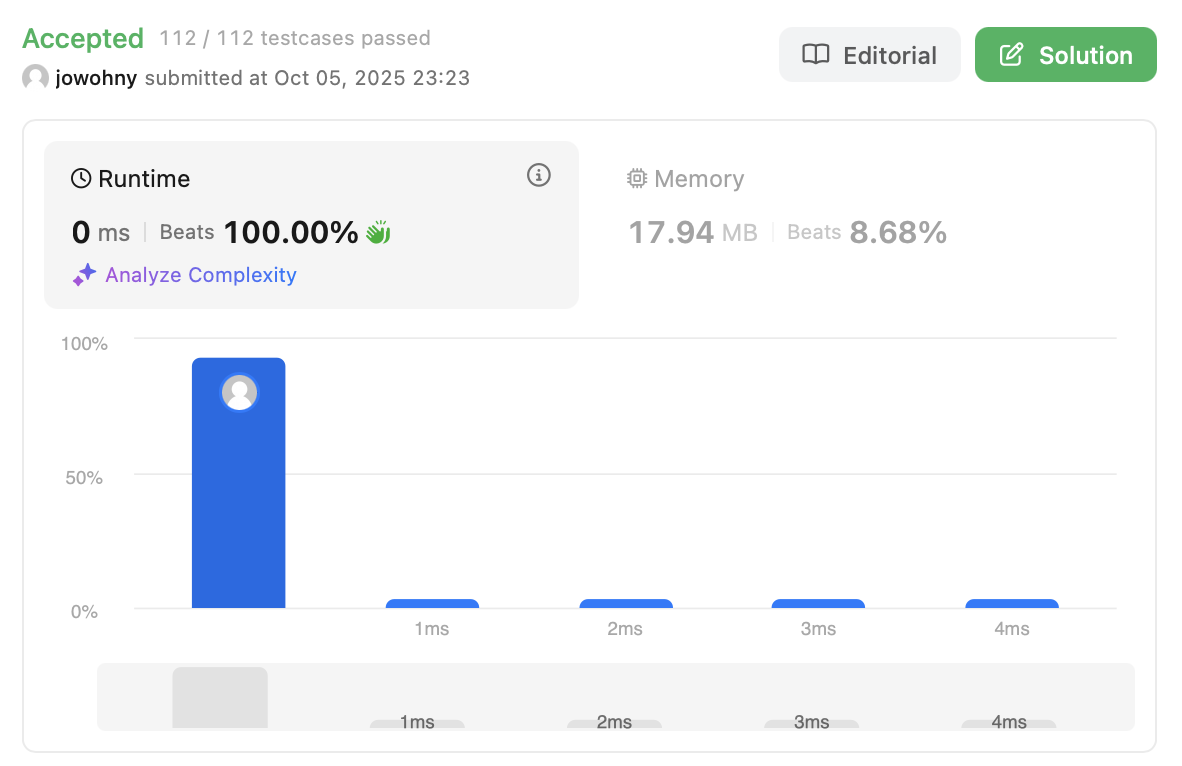 Accepted 112 / 112 testcases passed
jowohny submitted at Oct 05, 2025 23:23
Editorial
Solution
Runtime
0 ms Beats 100.00%
Analyze Complexity
Memory
17.94 MB Beats 8.68%
100%
50%
0%
1ms 2ms 3ms 4ms
1ms 2ms 3ms 4ms